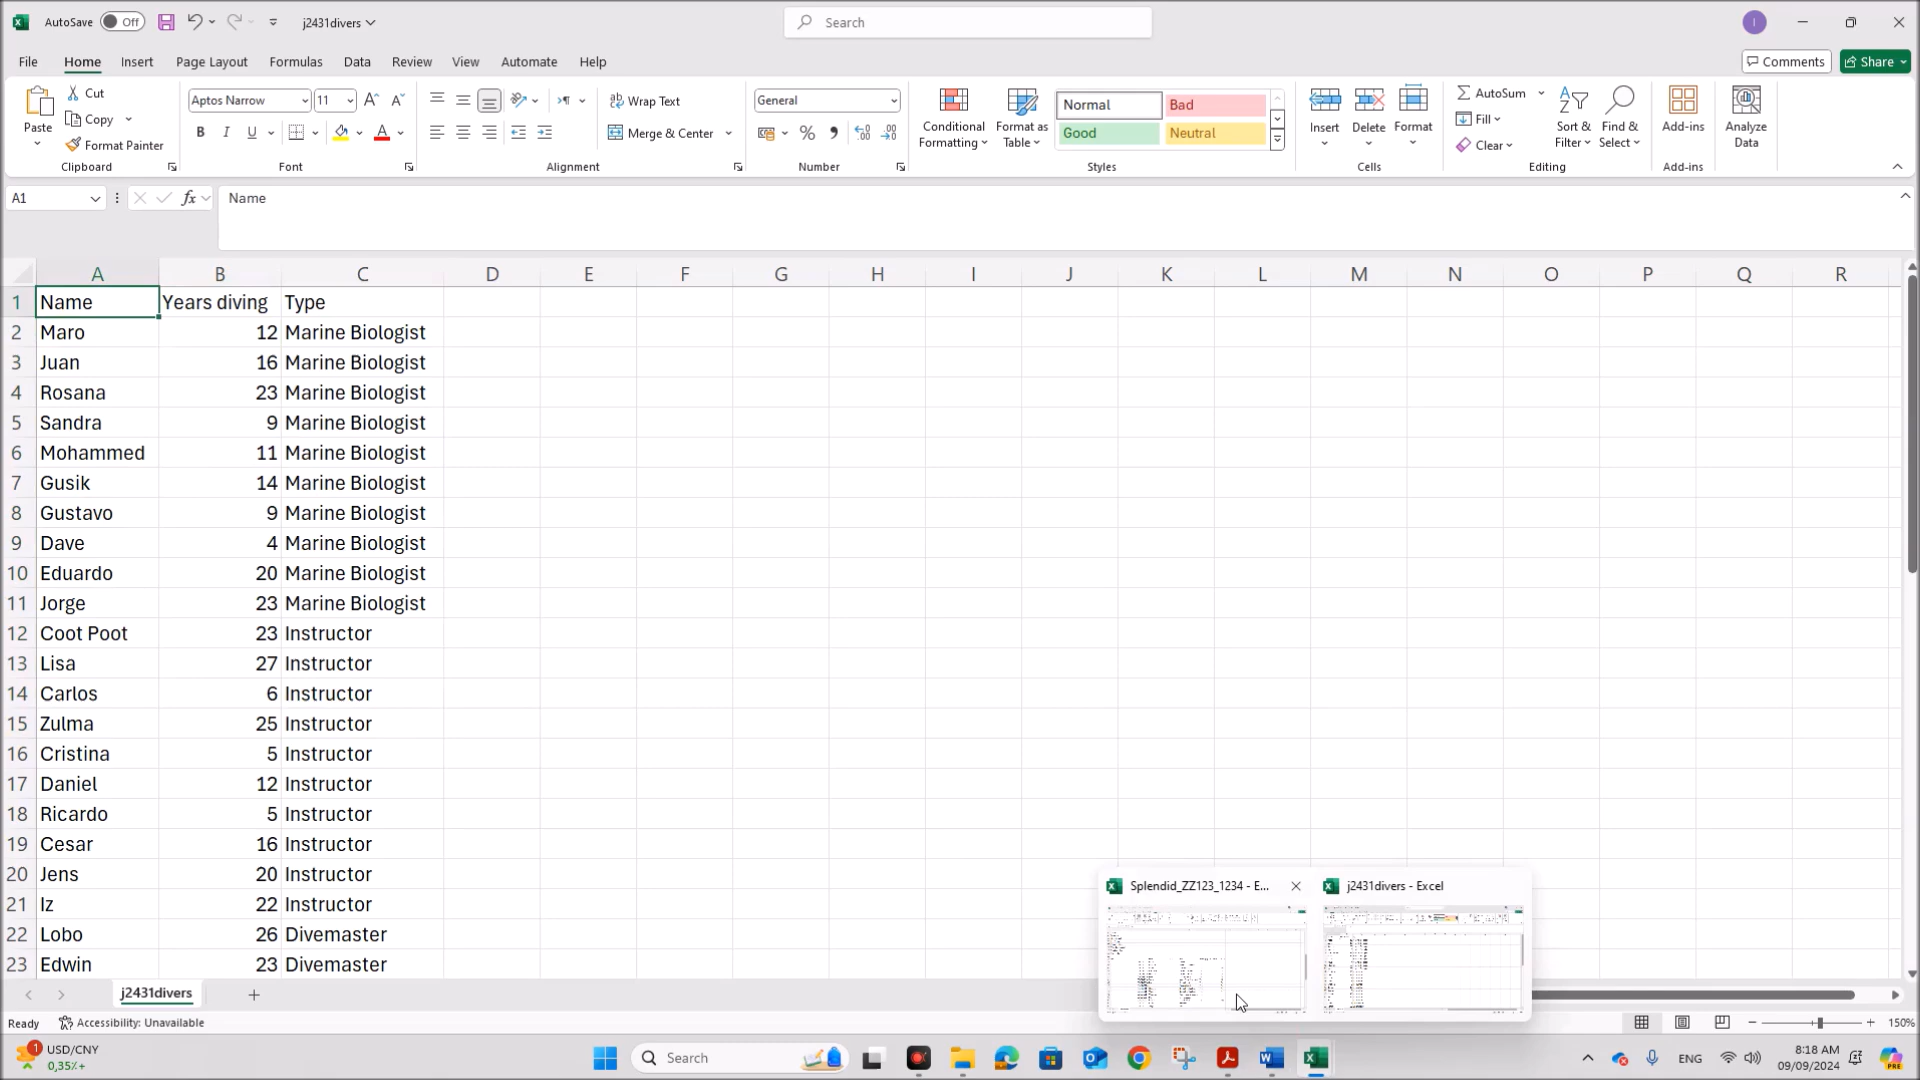 AutoSave Off j2431divers Search I
File Home Insert Page Layout Formulas Data Review View Automate Help Comments Share
Paste Cut Copy Format Painter Clipboard
Aptos Narrow 11 B I U A Font
Wrap Text Merge & Center Alignment
General % Number
Conditional Formatting Format as Table Normal Bad Good Neutral Styles
Insert Delete Format Cells
AutoSum Fill Clear Sort & Filter Find & Select Editing
Add-ins Add-ins Analyze Data
A1 fx Name
A B C D E F G H I J K L M N O P Q R
1 Name Years diving Type
2 Maro 12 Marine Biologist
3 Juan 16 Marine Biologist
4 Rosana 23 Marine Biologist
5 Sandra 9 Marine Biologist
6 Mohammed 11 Marine Biologist
7 Gusik 14 Marine Biologist
8 Gustavo 9 Marine Biologist
9 Dave 4 Marine Biologist
10 Eduardo 20 Marine Biologist
11 Jorge 23 Marine Biologist
12 Coot Poot 23 Instructor
13 Lisa 27 Instructor
14 Carlos 6 Instructor
15 Zulma 25 Instructor
16 Cristina 5 Instructor
17 Daniel 12 Instructor
18 Ricardo 5 Instructor
19 Cesar 16 Instructor
20 Jens 20 Instructor
21 Iz 22 Instructor
22 Lobo 26 Divemaster
23 Edwin 23 Divemaster
Splendid_ZZ123_1234 - E... j2431divers - Excel
j2431divers
Ready Accessibility: Unavailable 150%
1 USD/CNY
0,35%
Search
ENG 8:18 AM
09/09/2024
PRE